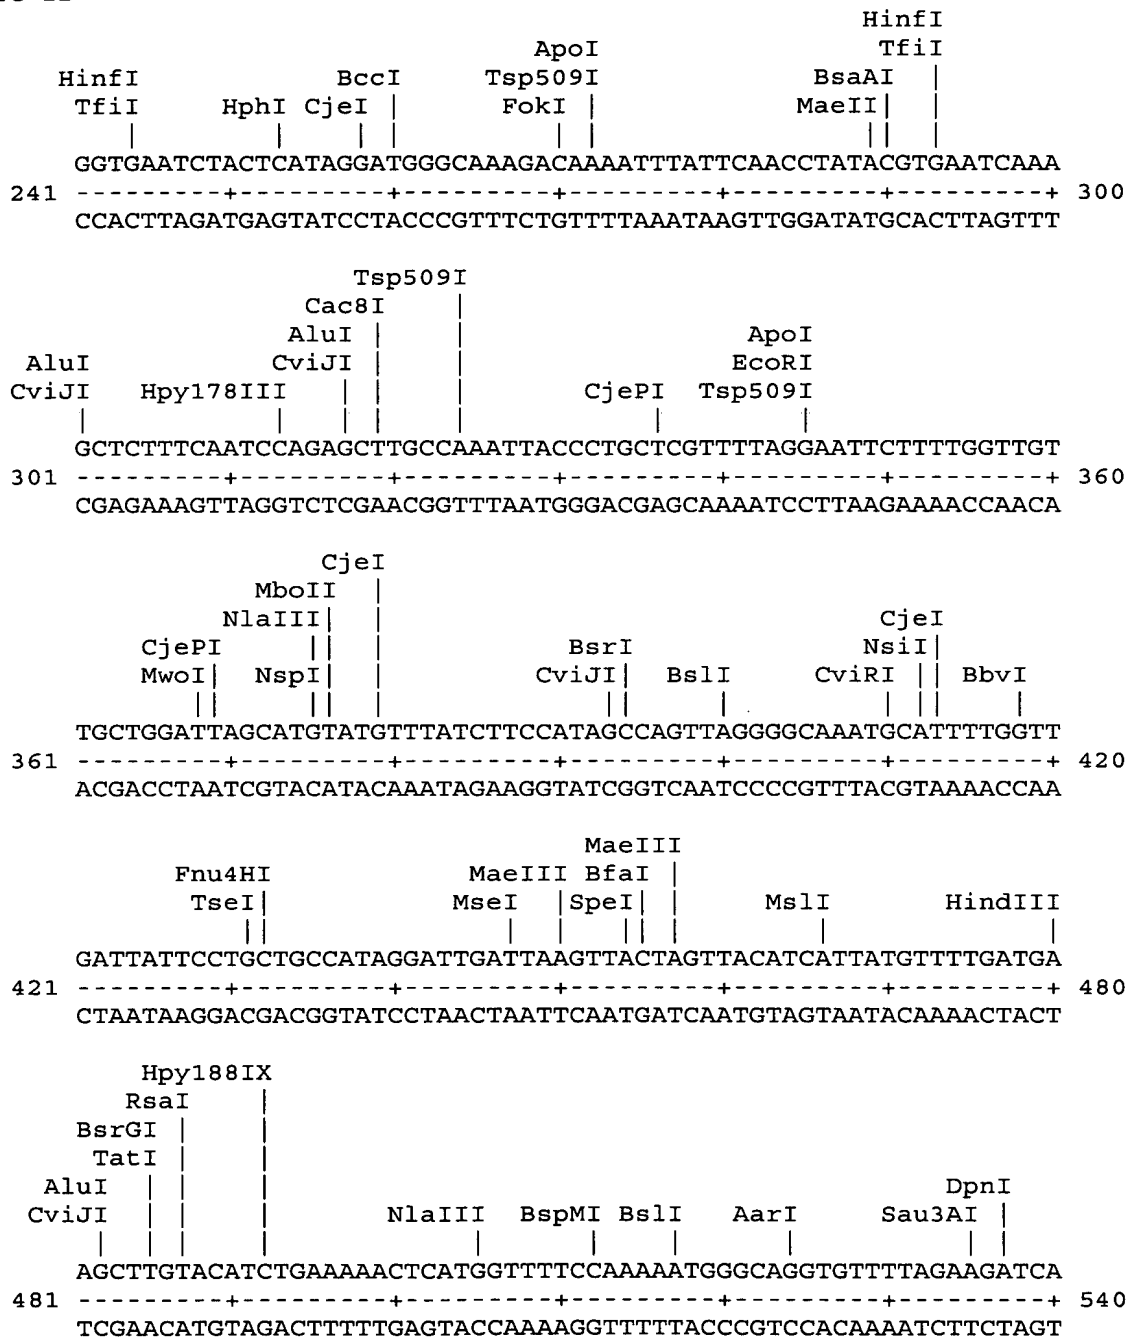 HinfI
ApoI TfiI
HinfI BccI Tsp509I BsaAI
TfiI HphI CjeI FokI MaeII
GGTGAATCTACTCATAGGATGGGCAAAGACAAAATTTATTCAACCTATACGTGAATCAAA
241 ---------+---------+---------+---------+---------+---------+ 300
CCACTTAGATGAGTATCCTACCCGTTTCTGTTTTAAATAAGTTGGATATGCACTTAGTTT
Tsp509I
Cac8I
AluI ApoI
AluI CviJI EcoRI
CviJI Hpy178III CjePI Tsp509I
GCTCTTTCAATCCAGAGCTTGCCAAATTACCCTGCTCGTTTTAGGAATTCTTTTGGTTGT
301 ---------+---------+---------+---------+---------+---------+ 360
CGAGAAAGTTAGGTCTCGAACGGTTTAATGGGACGAGCAAAATCCTTAAGAAAACCAACA
CjeI
MboII
NlaIII CjeI
CjePI BsrI NsiI
MwoI NspI CviJI BslI CviRI BbvI
TGCTGGATTAGCATGTATGTTTATCTTCCATAGCCAGTTAGGGGCAAATGCATTTTGGTT
361 ---------+---------+---------+---------+---------+---------+ 420
ACGACCTAATCGTACATACAAATAGAAGGTATCGGTCAATCCCCGTTTACGTAAAACCAA
MaeIII
Fnu4HI MaeIII BfaI
TseI MseI SpeI MslI HindIII
GATTATTCCTGCTGCCATAGGATTGATTAAGTTACTAGTTACATCATTATGTTTTGATGA
421 ---------+---------+---------+---------+---------+---------+ 480
CTAATAAGGACGACGGTATCCTAACTAATTCAATGATCAATGTAGTAATACAAAACTACT
Hpy188IX
RsaI
BsrGI
TatI
AluI DpnI
CviJI NlaIII BspMI BslI AarI Sau3AI
AGCTTGTACATCTGAAAAACTCATGGTTTTCCAAAAATGGGCAGGTGTTTTAGAAGATCA
481 ---------+---------+---------+---------+---------+---------+ 540
TCGAACATGTAGACTTTTTGAGTACCAAAAGGTTTTTACCCGTCCACAAAATCTTCTAGT